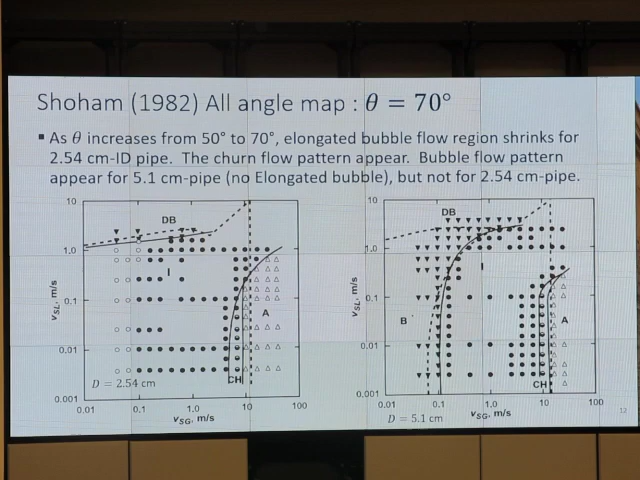 Shoham (1982) All angle map : θ = 70°
▪ As θ increases from 50° to 70°, elongated bubble flow region shrinks for
2.54 cm-ID pipe. The churn flow pattern appear. Bubble flow pattern
appear for 5.1 cm-pipe (no Elongated bubble), but not for 2.54 cm-pipe.
10
1.0
0.1
0.01
0.001
vSL, m/s
DB
I
A
CH
D = 2.54 cm
0.01 0.1 1.0 10 100
vSG, m/s
10
1.0
0.1
0.01
0.001
vSL, m/s
DB
I
B
A
CH
0.01 0.1 1.0 10 100
D = 5.1 cm
vSG, m/s
12